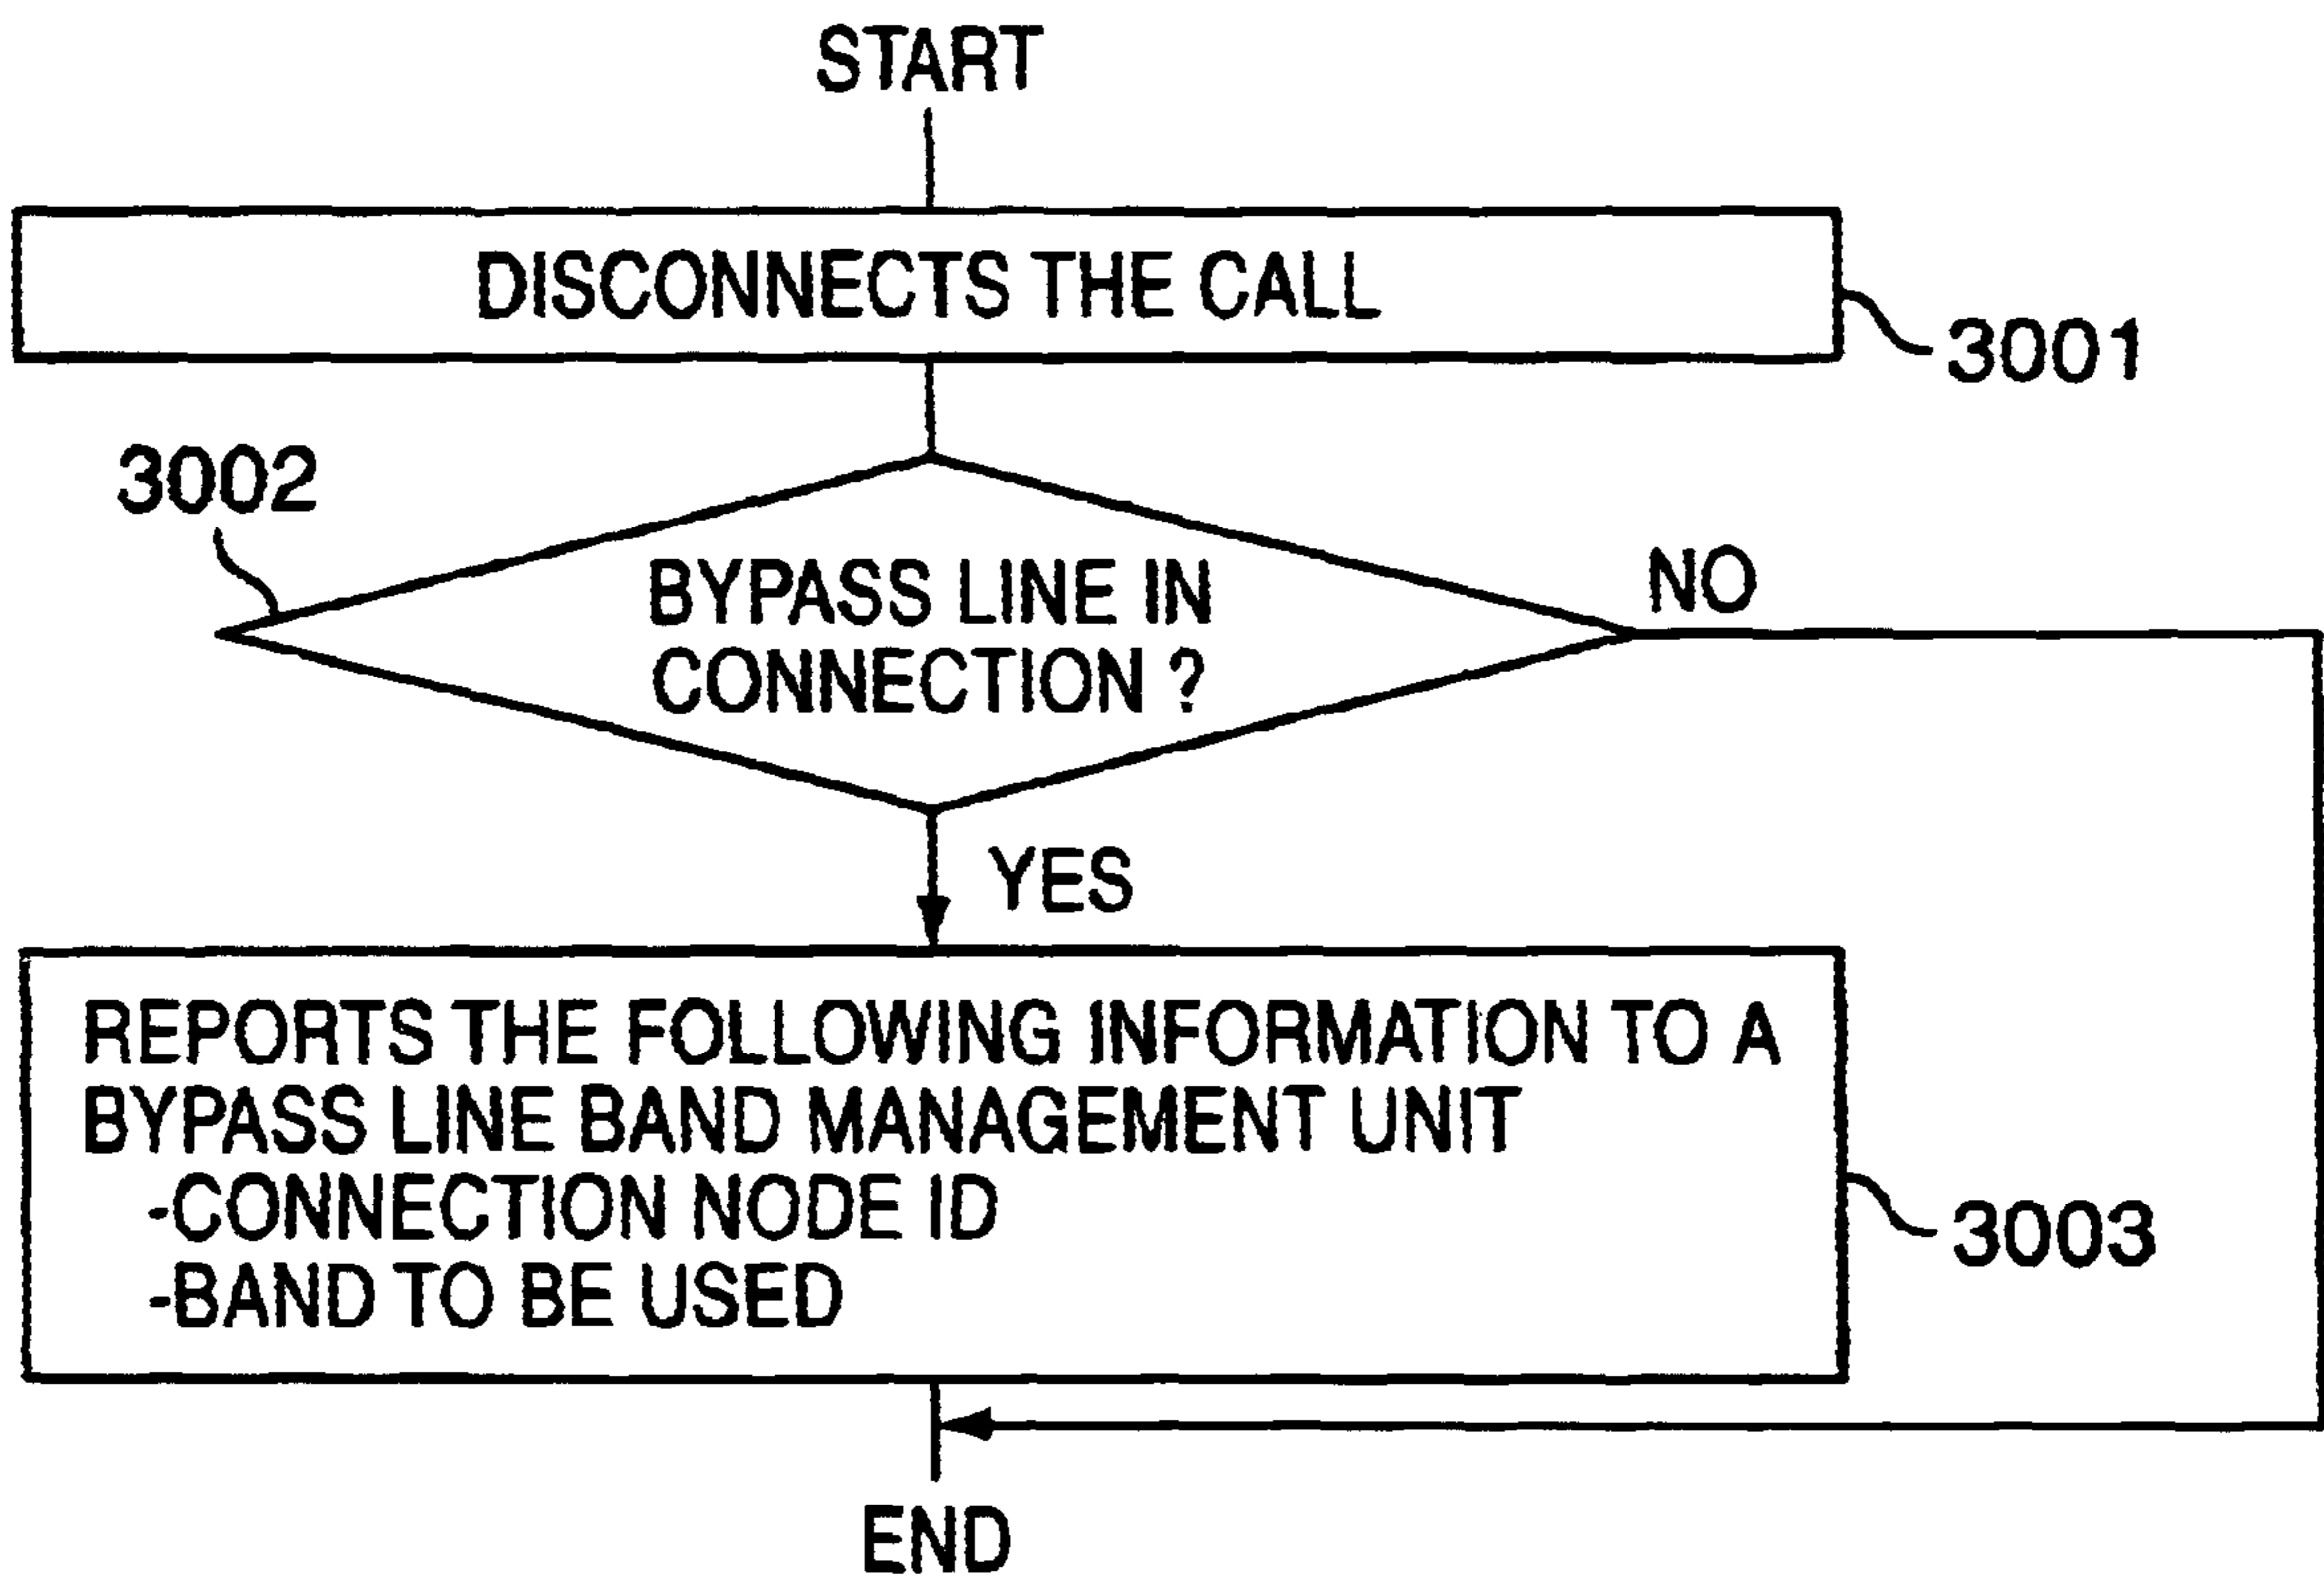 START
DISCONNECTS THE CALL
3001
3002
BYPASS LINE IN
CONNECTION ?
NO
YES
REPORTS THE FOLLOWING INFORMATION TO A
BYPASS LINE BAND MANAGEMENT UNIT
-CONNECTION NODE ID
-BAND TO BE USED
3003
END